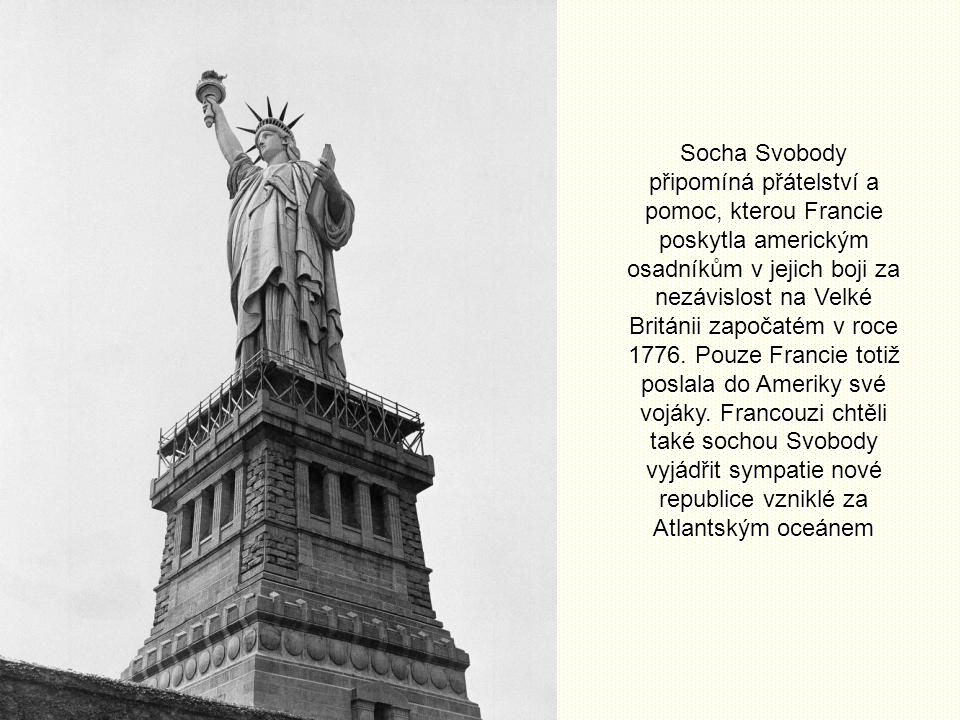 Socha Svobody
připomíná přátelství a
pomoc, kterou Francie
poskytla americkým
osadníkům v jejich boji za
nezávislost na Velké
Británii započatém v roce
1776. Pouze Francie totiž
poslala do Ameriky své
vojáky. Francouzi chtěli
také sochou Svobody
vyjádřit sympatie nové
republice vzniklé za
Atlantským oceánem